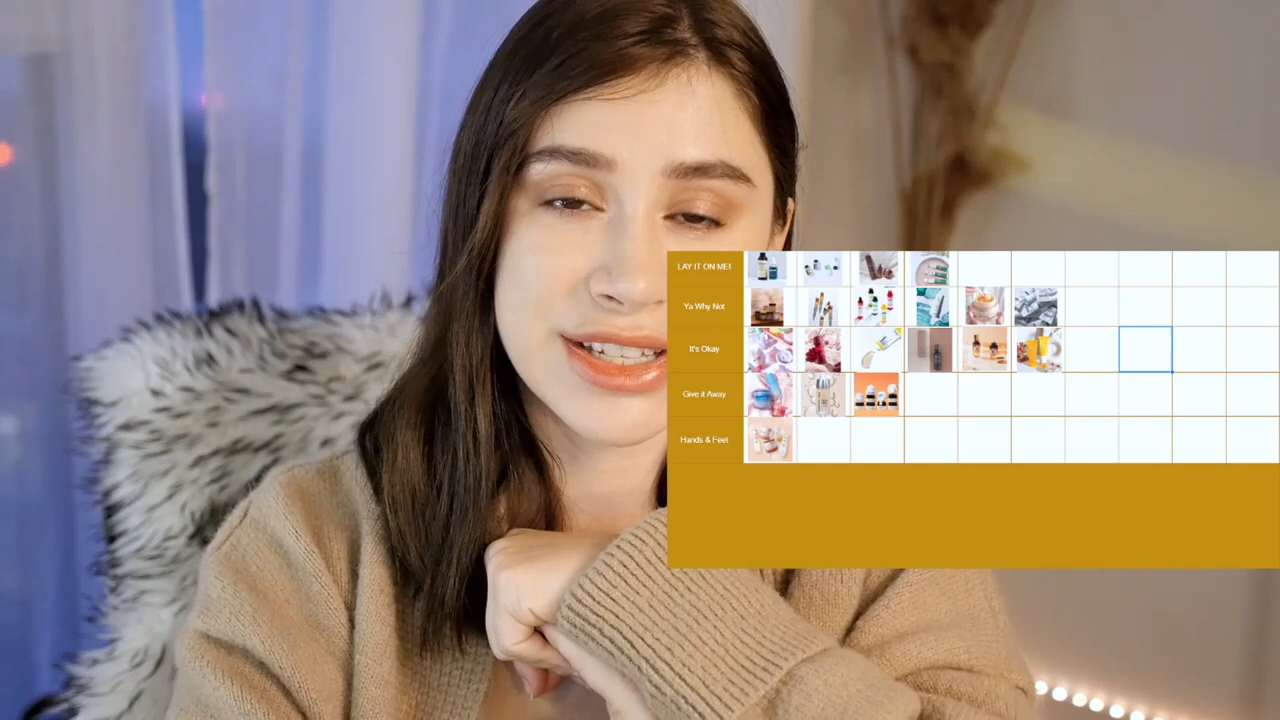 LAY IT ON ME!
Ya Why Not
It's Okay
Give it Away
Hands & Feet